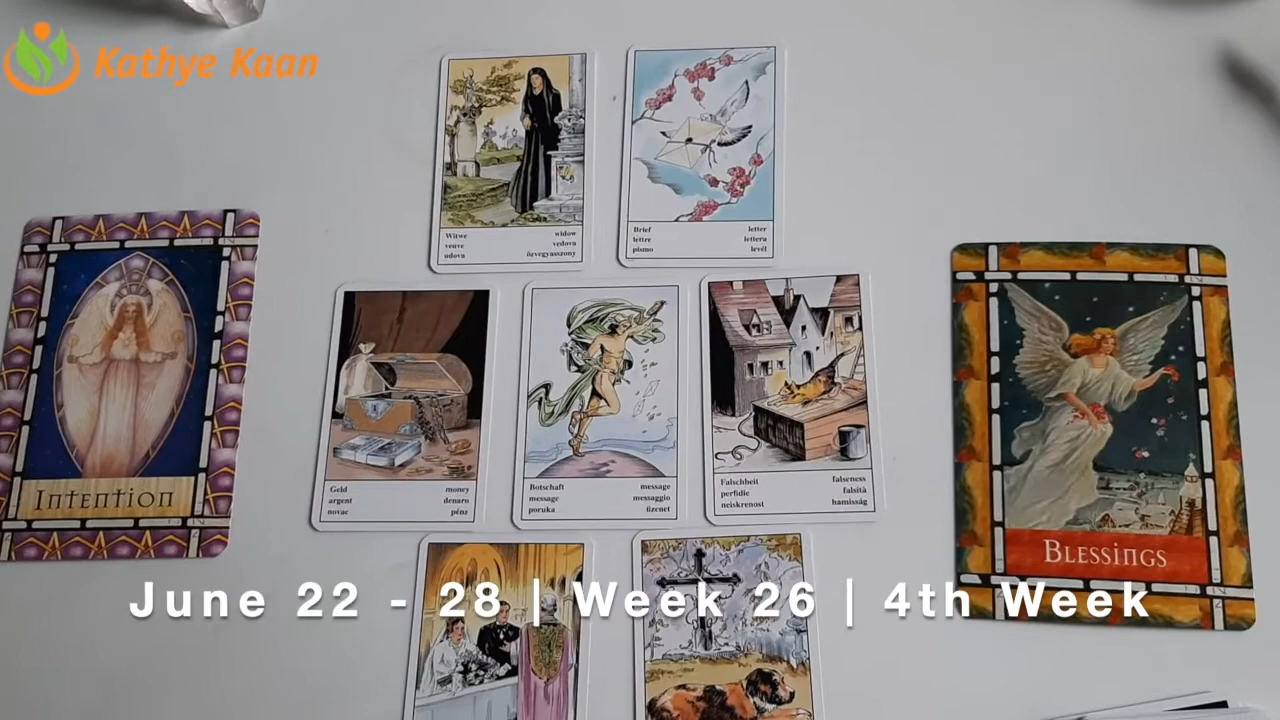 Kathye Kaan
Witwe widow
veuve vedova
udova özvegyasszony
Brief letter
lettre lettera
pismo levél
Intention
Geld money
argent denaro
novac pénz
Botschaft message
message messaggio
poruka üzenet
Falschheit falseness
perfidie falsità
neiskrenost hamisság
Blessings
June 22 - 28 | Week 26 | 4th Week